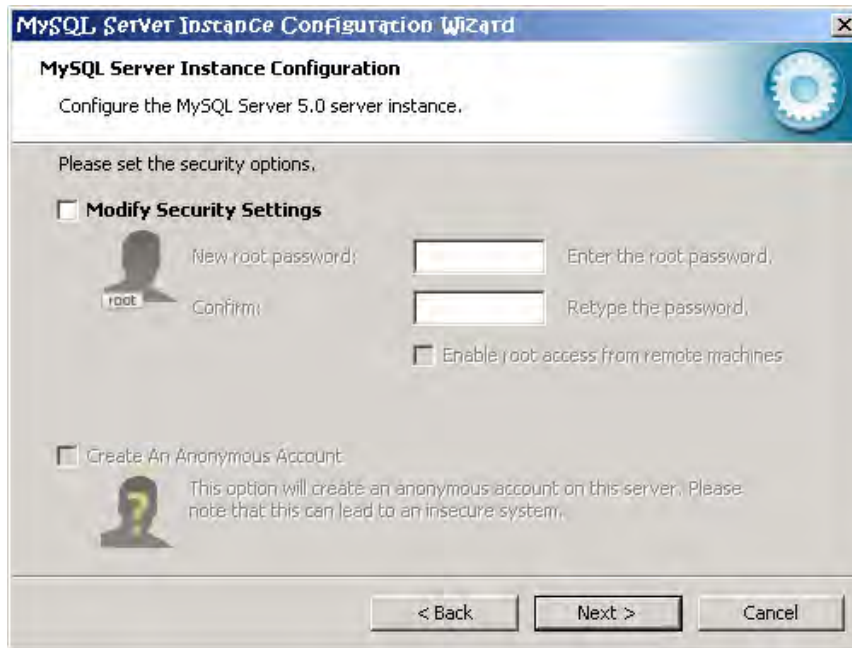 MySQL Server Instance Configuration Wizard
MySQL Server Instance Configuration
Configure the MySQL Server 5.0 server instance.
Please set the security options.
Modify Security Settings
New root password:
Enter the root password.
root
Confirm:
Retype the password.
Enable root access from remote machines
Create An Anonymous Account
This option will create an anonymous account on this server. Please
note that this can lead to an insecure system.
< Back
Next >
Cancel